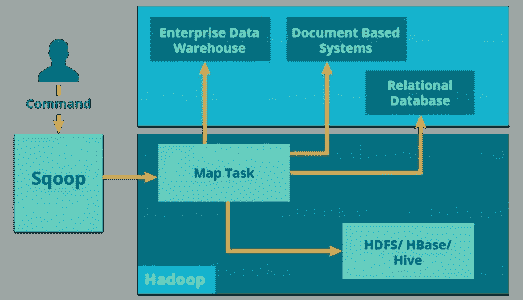 Enterprise Data
Warehouse
Document Based
Systems
Relational
Database
Command
Sqoop
Map Task
HDFS/ HBase/
Hive
Hadoop